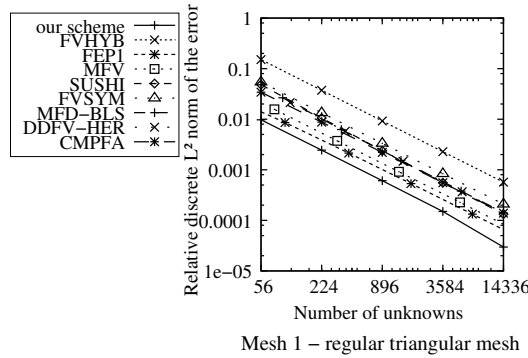 our scheme
FVHYB
FEP1
MFV
SUSHI
FVSYM
MFD-BLS
DDFV-HER
CMPFA
Relative discrete L² norm of the error
1
0.1
0.01
0.001
0.0001
1e-05
56
224
896
3584
14336
Number of unknowns
Mesh 1 − regular triangular mesh